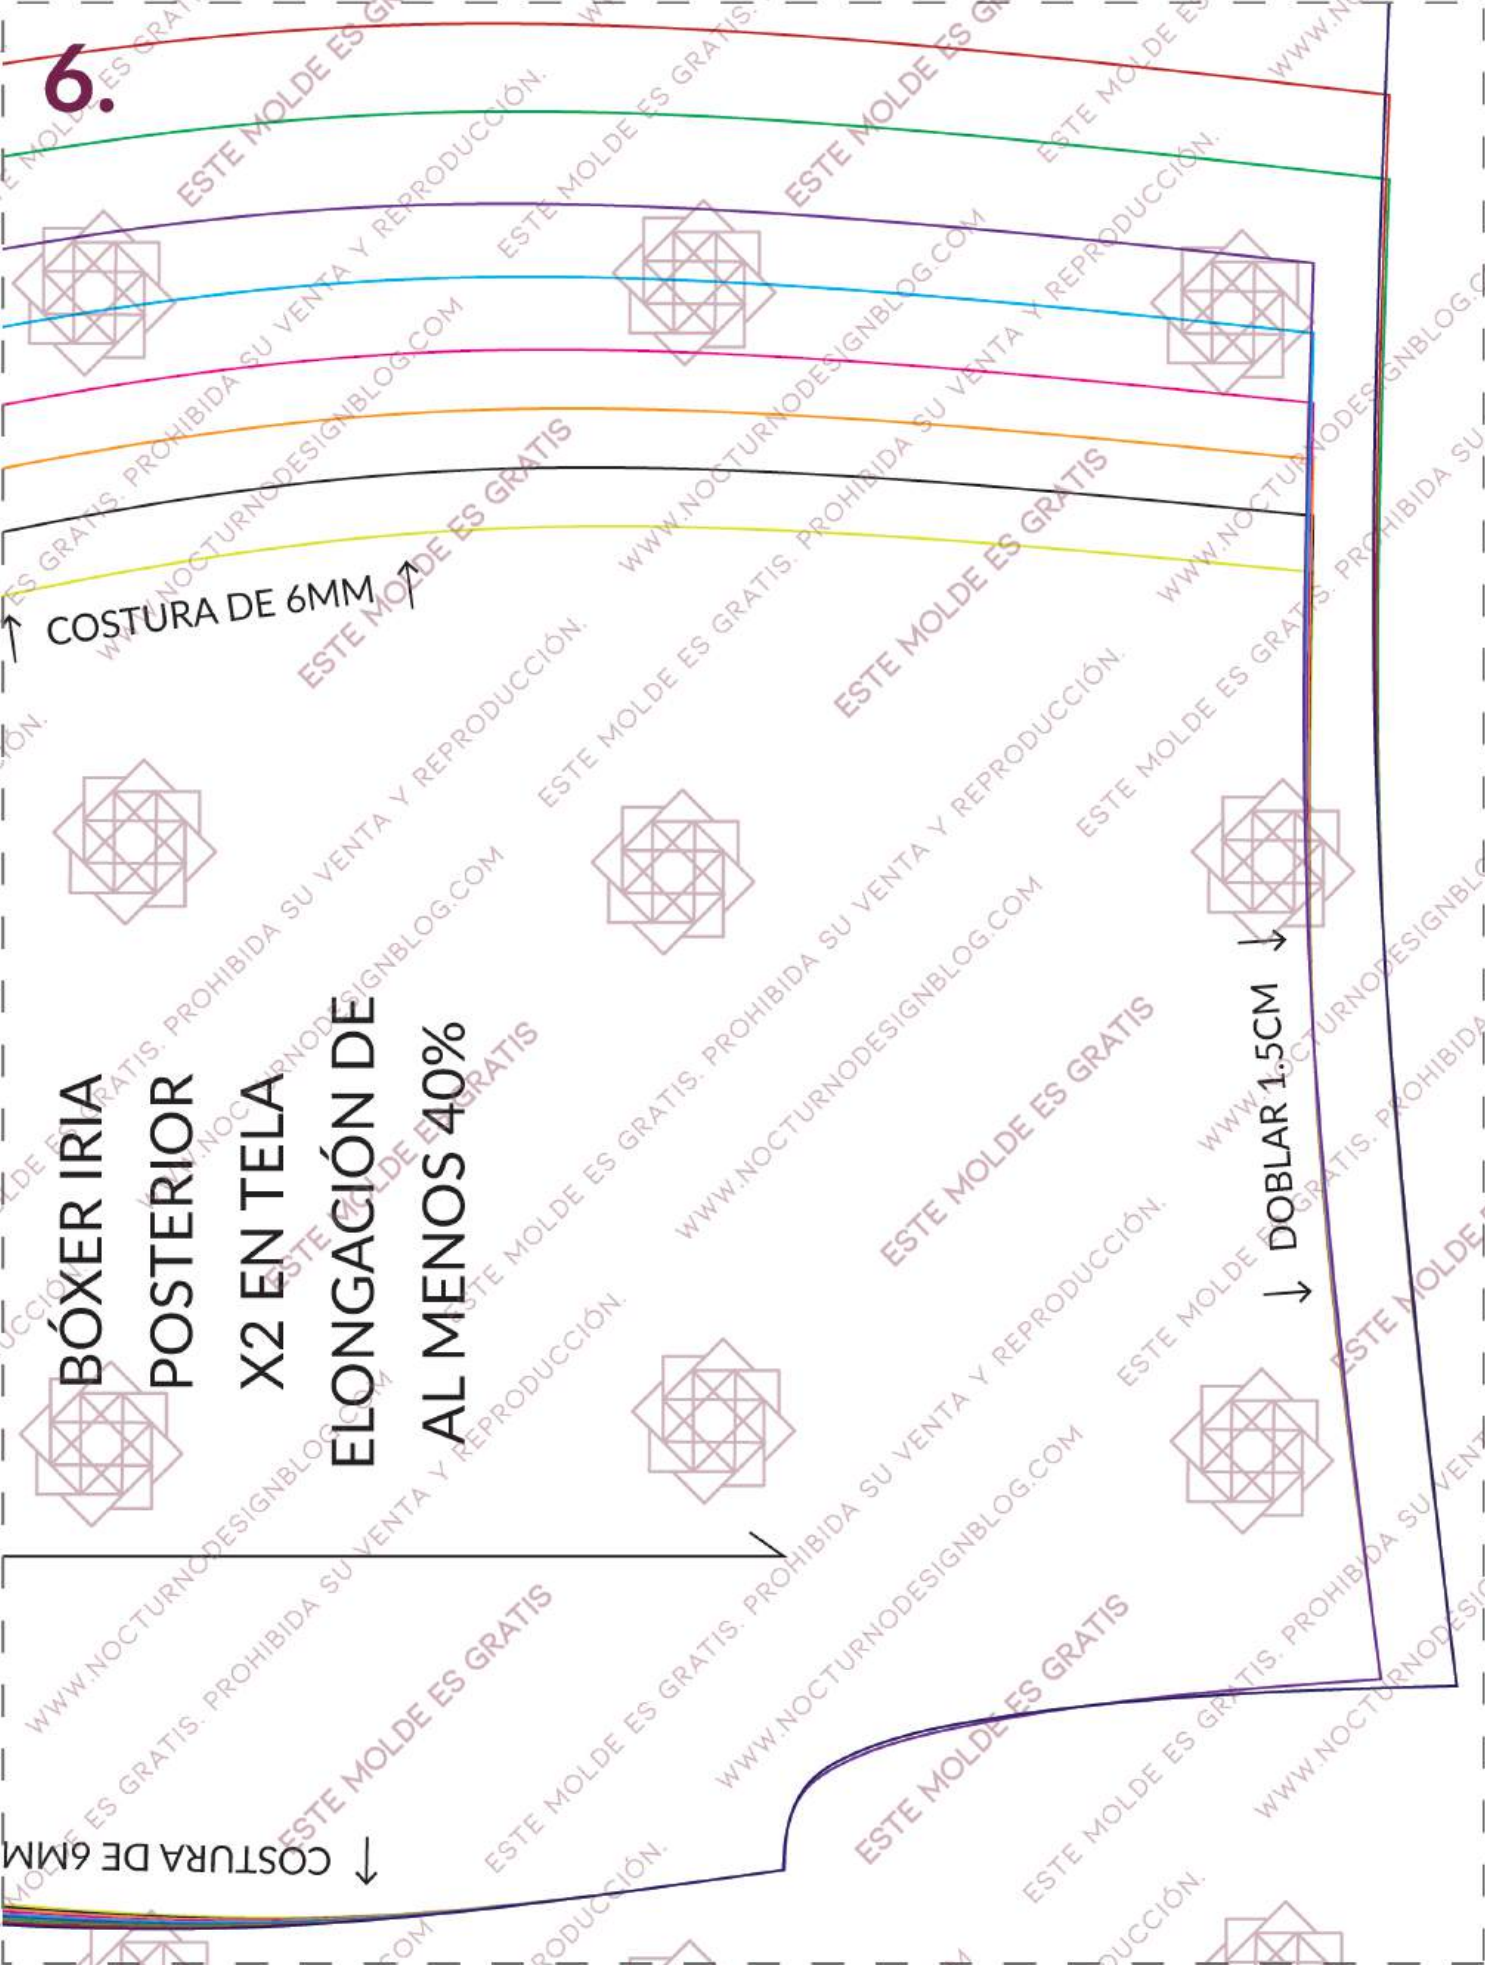 6.
COSTURA DE 6MM
BÓXER IRIA
POSTERIOR
X2 EN TELA
ELONGACIÓN DE
AL MENOS 40%
DOBLAR 1.5CM
COSTURA DE 6MM
ESTE MOLDE ES GRATIS
ESTE MOLDE ES GRATIS. PROHIBIDA SU VENTA Y REPRODUCCIÓN.
WWW.NOCTURNODESIGNBLOG.COM